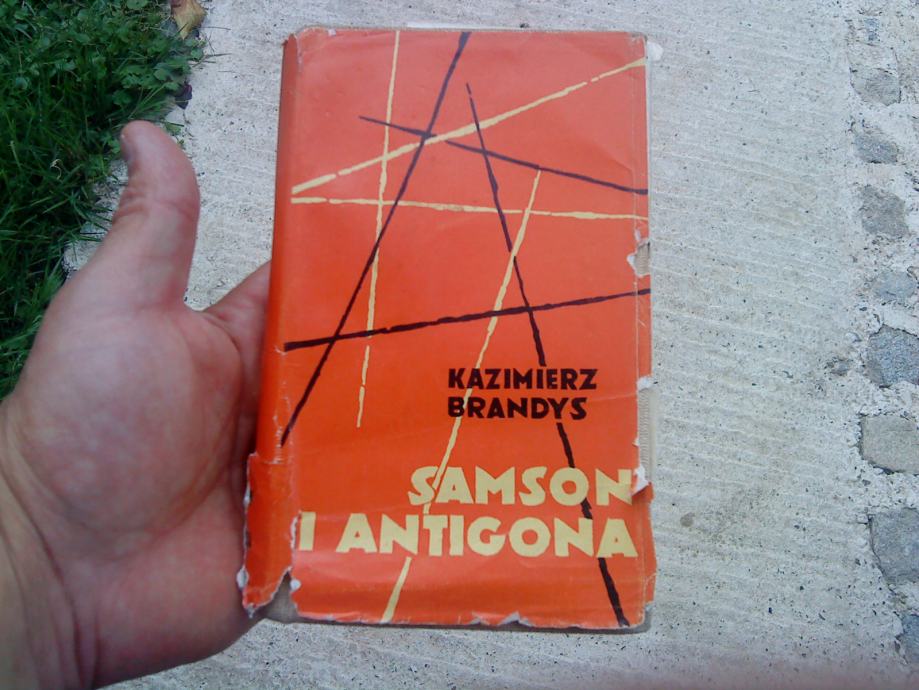 KAZIMIERZ
BRANDYS
SAMSON
I ANTIGONA